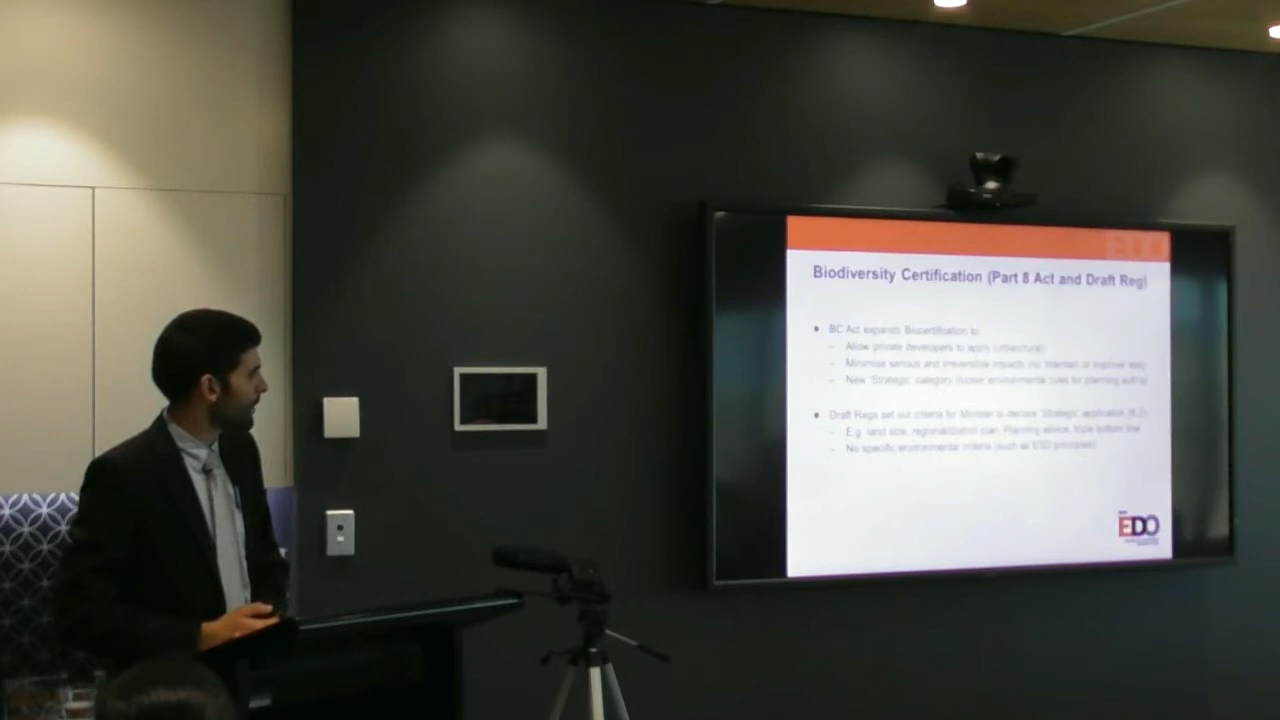 EDO
Biodiversity Certification (Part 8 Act and Draft Reg)
• BC Act expands Biocertification to:
– Allow private developers to apply (urban/rural)
– Minimise serious and irreversible impacts (no 'maintain or improve' test)
– New 'Strategic' category (looser environmental rules for planning auth's)
• Draft Regs set out criteria for Minister to declare 'Strategic' application (8.2)
– E.g. land size, regional/district plan, Planning advice, triple bottom line
– No specific environmental criteria (such as ESD principles)
EDO